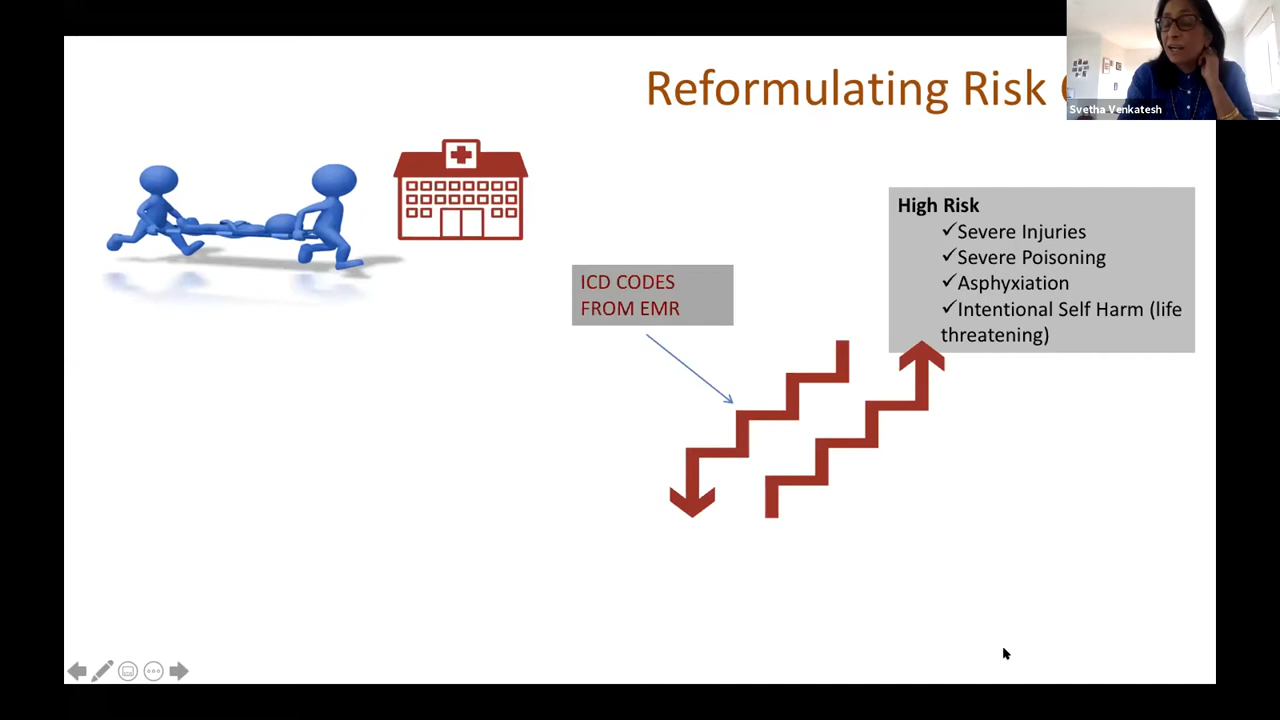 Reformulating Risk
Svetha Venkatesh
High Risk
✓Severe Injuries
✓Severe Poisoning
✓Asphyxiation
✓Intentional Self Harm (life
threatening)
ICD CODES
FROM EMR